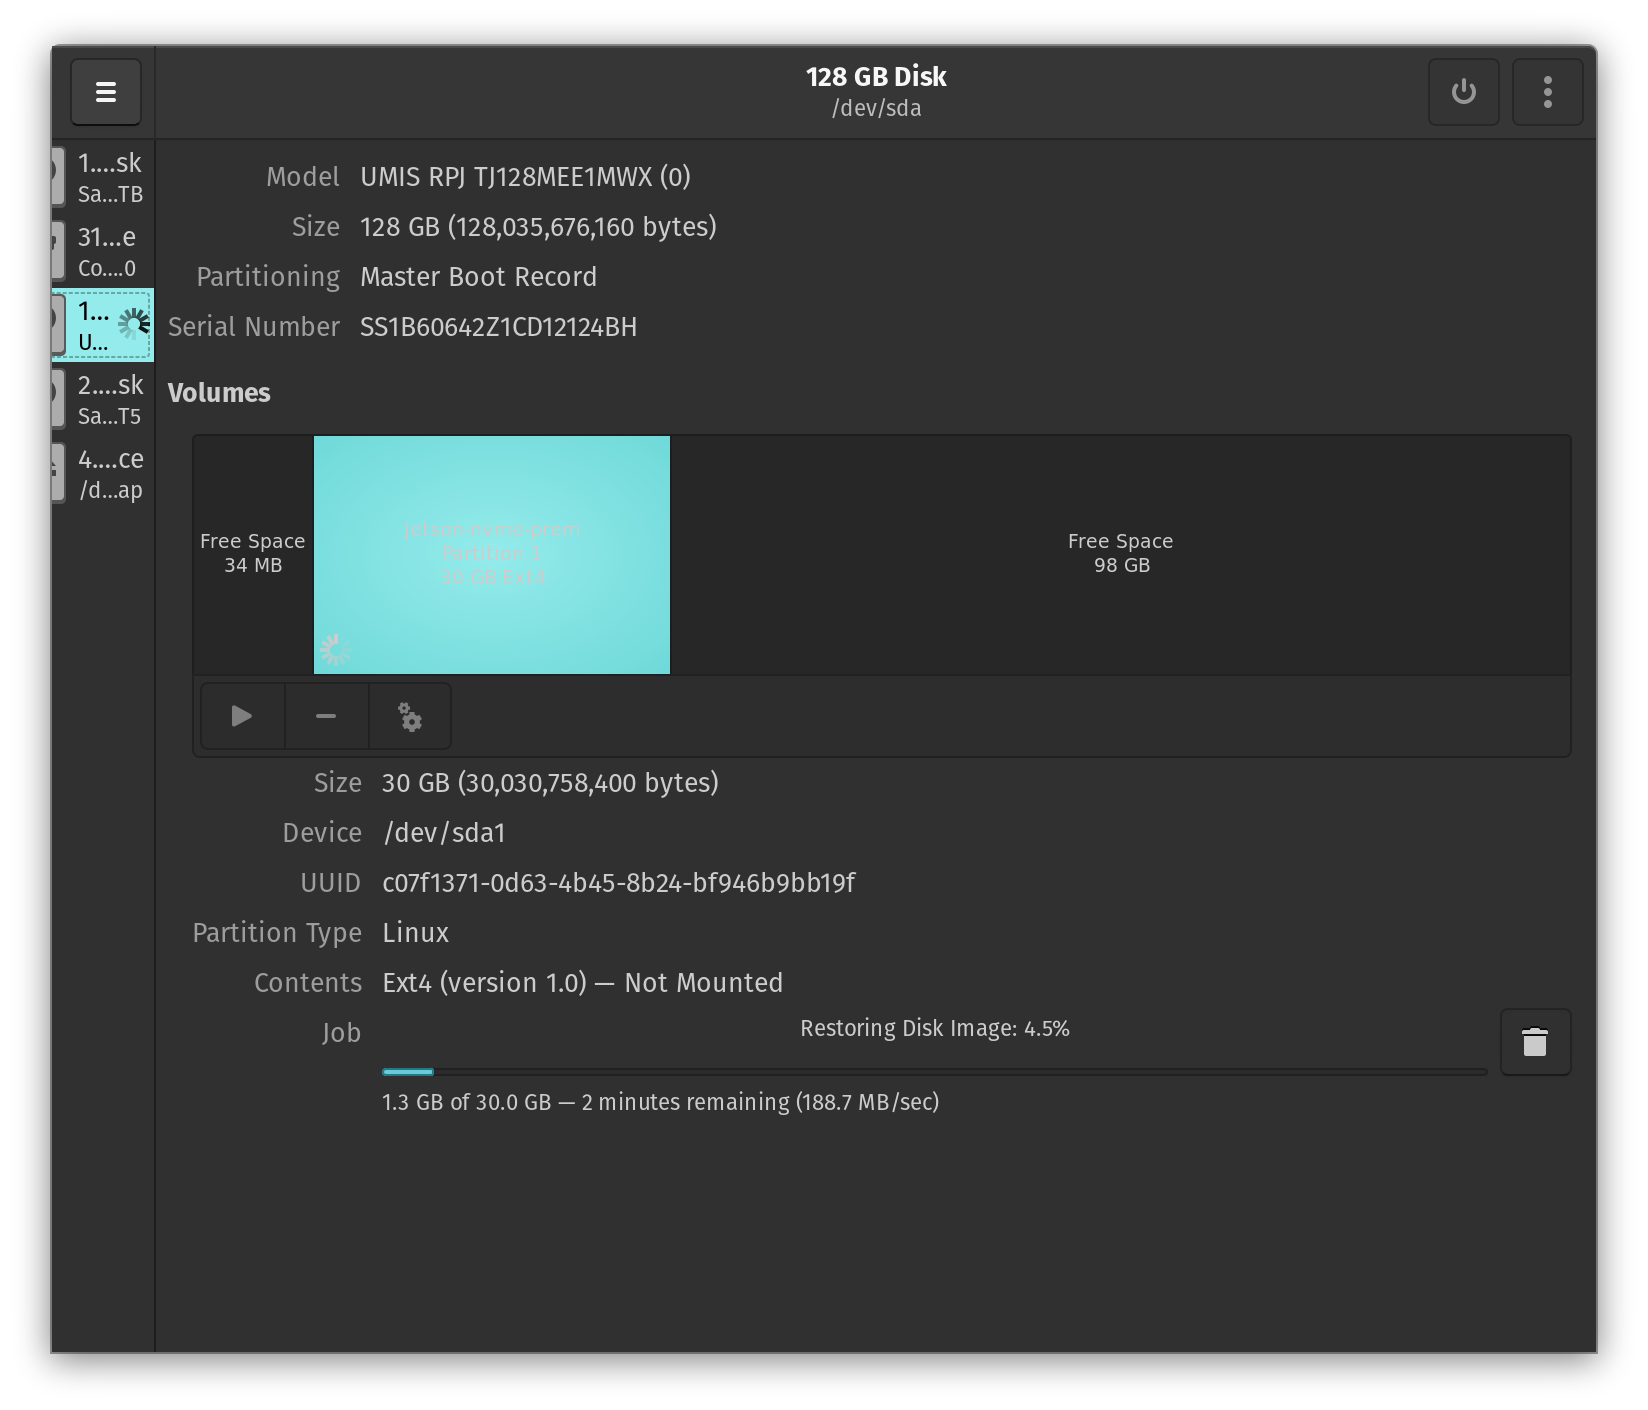 128 GB Disk
/dev/sda
1....sk
Sa...TB
31...e
Co....0
1...
U...
2....sk
Sa...T5
4....ce
/d...ap
Model UMIS RPJ TJ128MEE1MWX (0)
Size 128 GB (128,035,676,160 bytes)
Partitioning Master Boot Record
Serial Number SS1B60642Z1CD12124BH
Volumes
Free Space
34 MB
jetson-nvme-prem
Partition 1
30 GB Ext4
Free Space
98 GB
Size 30 GB (30,030,758,400 bytes)
Device /dev/sda1
UUID c07f1371-0d63-4b45-8b24-bf946b9bb19f
Partition Type Linux
Contents Ext4 (version 1.0) — Not Mounted
Job Restoring Disk Image: 4.5%
1.3 GB of 30.0 GB — 2 minutes remaining (188.7 MB/sec)